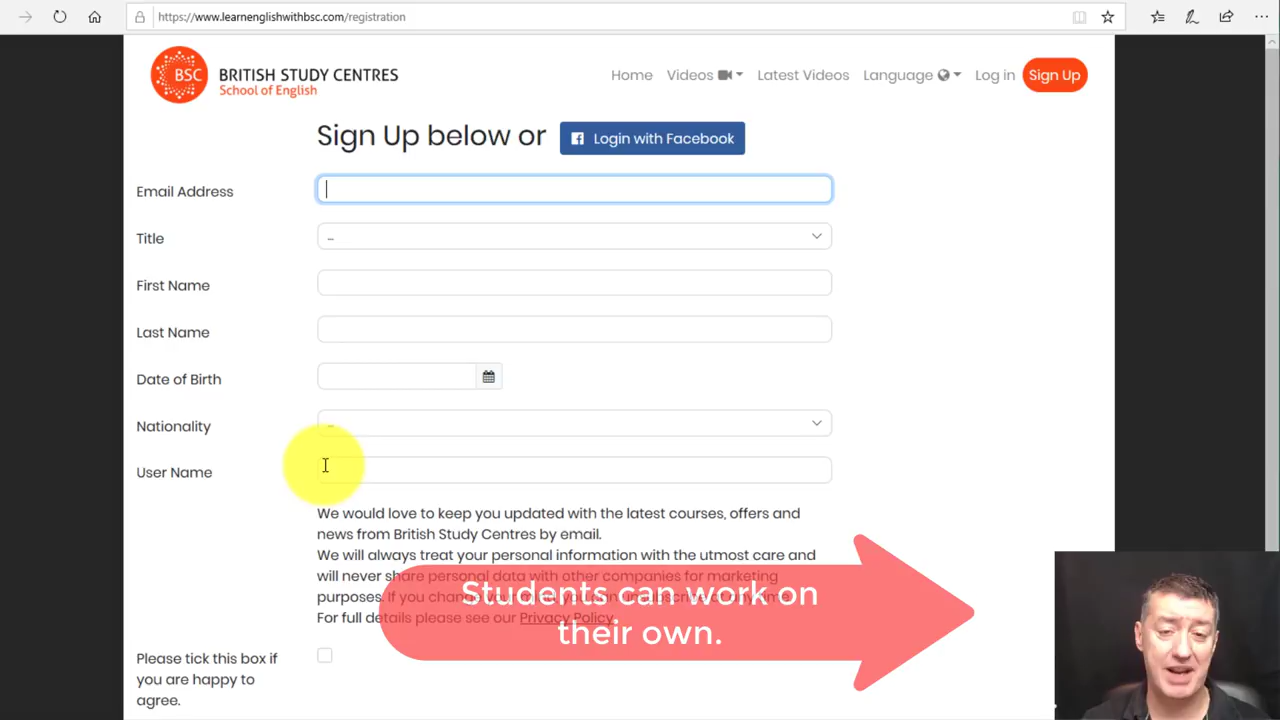 https://www.learnenglishwithbsc.com/registration
BSC
BRITISH STUDY CENTRES
School of English
Home
Videos
Latest Videos
Language
Log in
Sign Up
Sign Up below or
Login with Facebook
Email Address
Title
--
First Name
Last Name
Date of Birth
Nationality
--
User Name
We would love to keep you updated with the latest courses, offers and
news from British Study Centres by email.
We will always treat your personal information with the utmost care and
will never share personal data with other companies for marketing
purposes. If you change
For full details please see our Privacy Policy.
Students can work on
their own.
Please tick this box if
you are happy to
agree.